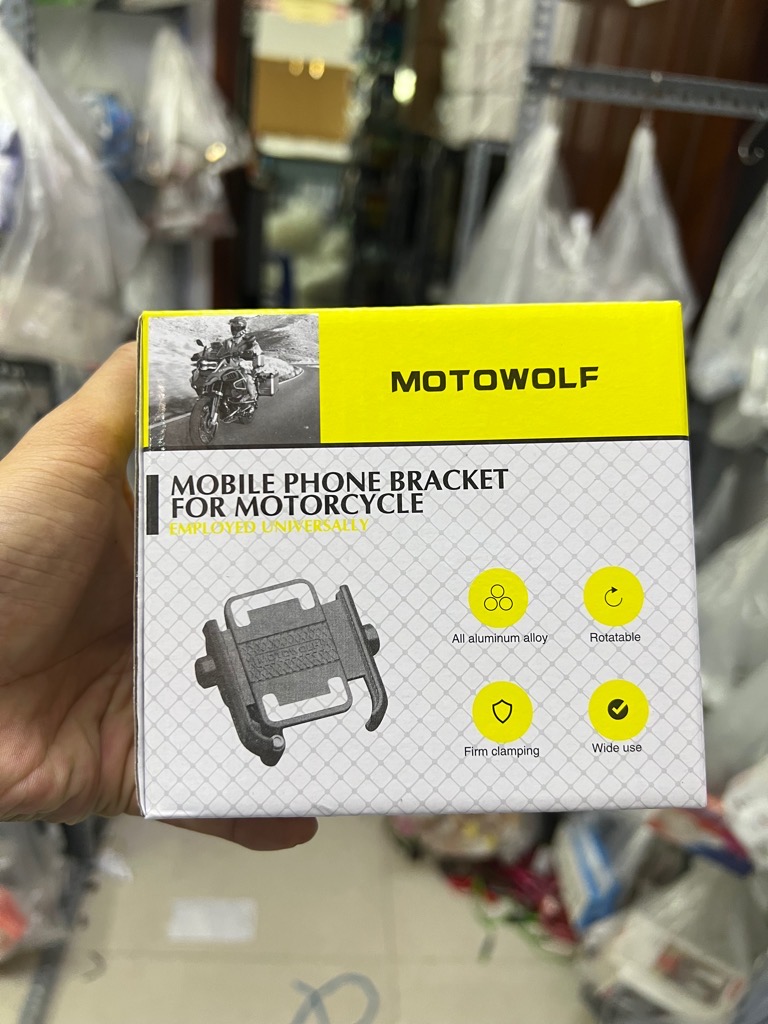 MOTOWOLF
MOBILE PHONE BRACKET
FOR MOTORCYCLE
EMPLOYED UNIVERSALLY
All aluminum alloy
Rotatable
Firm clamping
Wide use